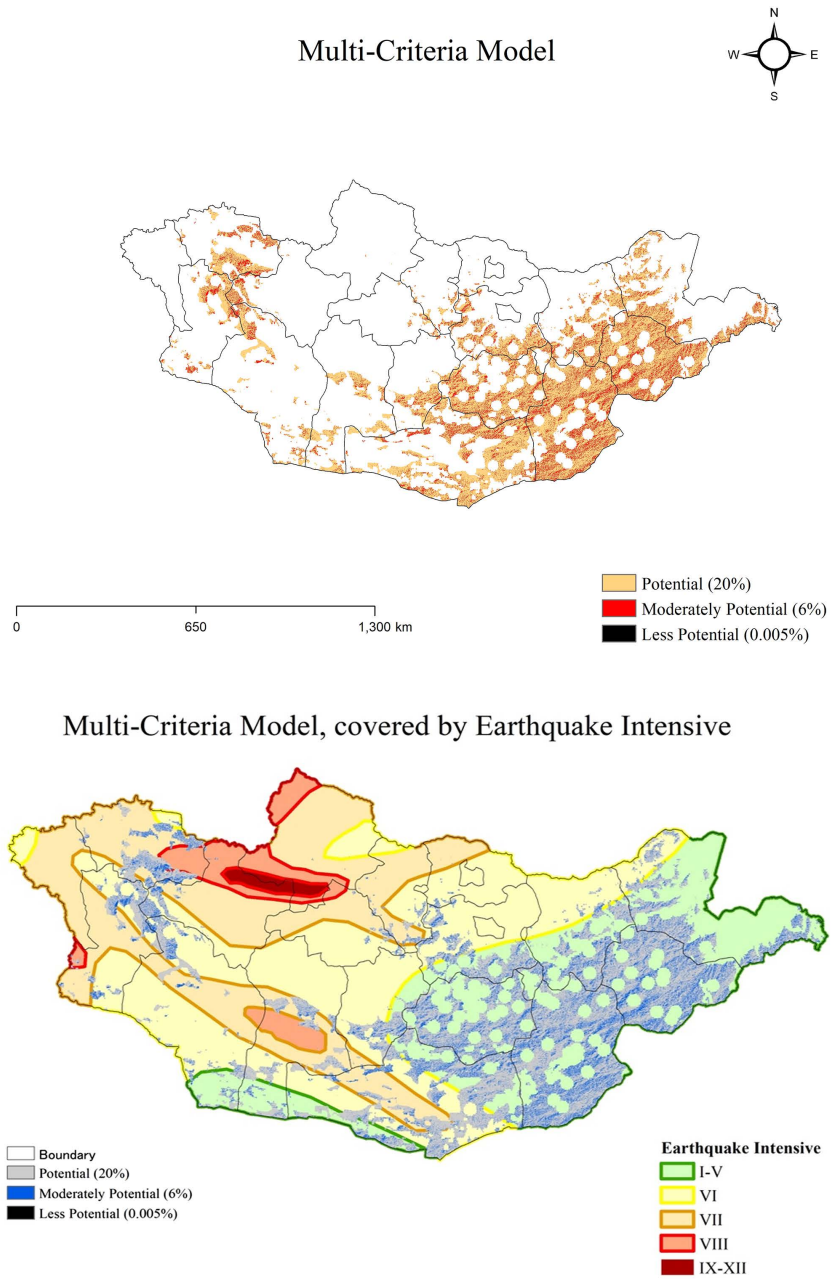 Multi-Criteria Model
N
W
E
S
Potential (20%)
Moderately Potential (6%)
Less Potential (0.005%)
0
650
1,300 km
Multi-Criteria Model, covered by Earthquake Intensive
Boundary
Potential (20%)
Moderately Potential (6%)
Less Potential (0.005%)
Earthquake Intensive
I-V
VI
VII
VIII
IX-XII